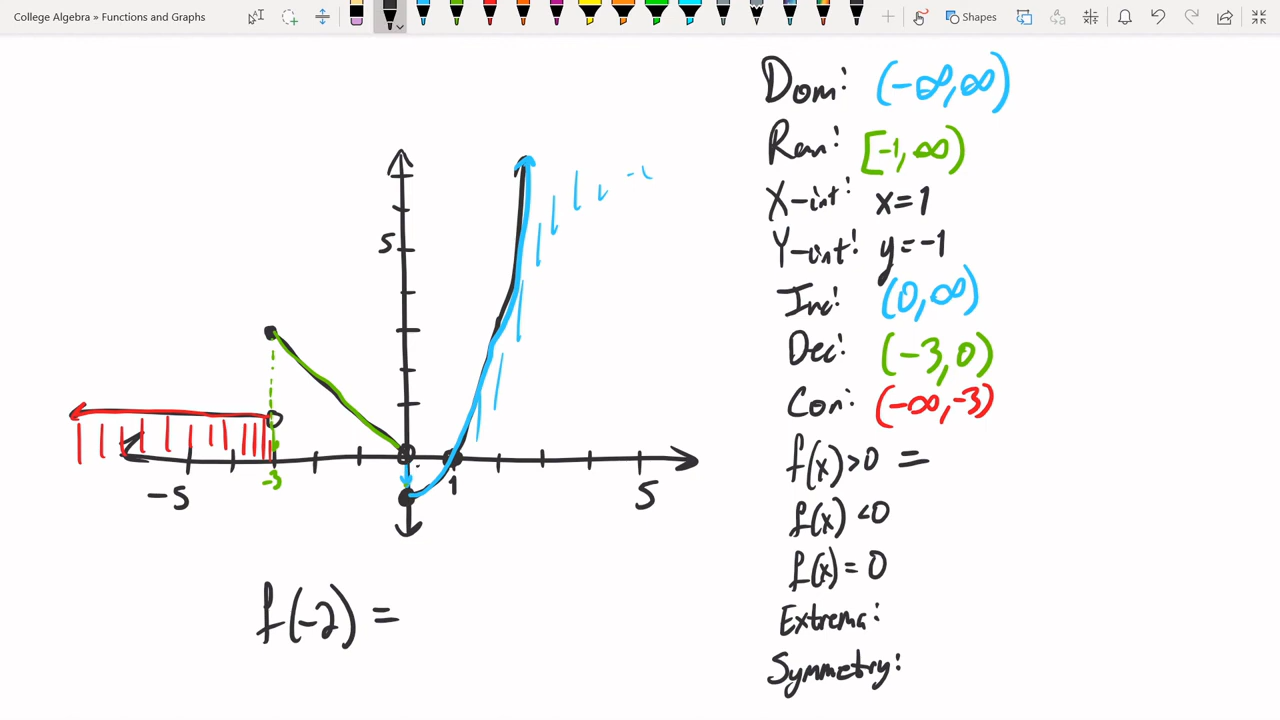 College Algebra » Functions and Graphs
Shapes
Dom: (-∞,∞)
Ran: [-1,∞)
X-int: x=1
Y-int: y=-1
Inc: (0,∞)
Dec: (-3,0)
Con: (-∞,-3)
f(x)>0 =
f(x)<0
f(x)=0
Extrema:
Symmetry:
5
-5
-3
1
5
f(-2)=